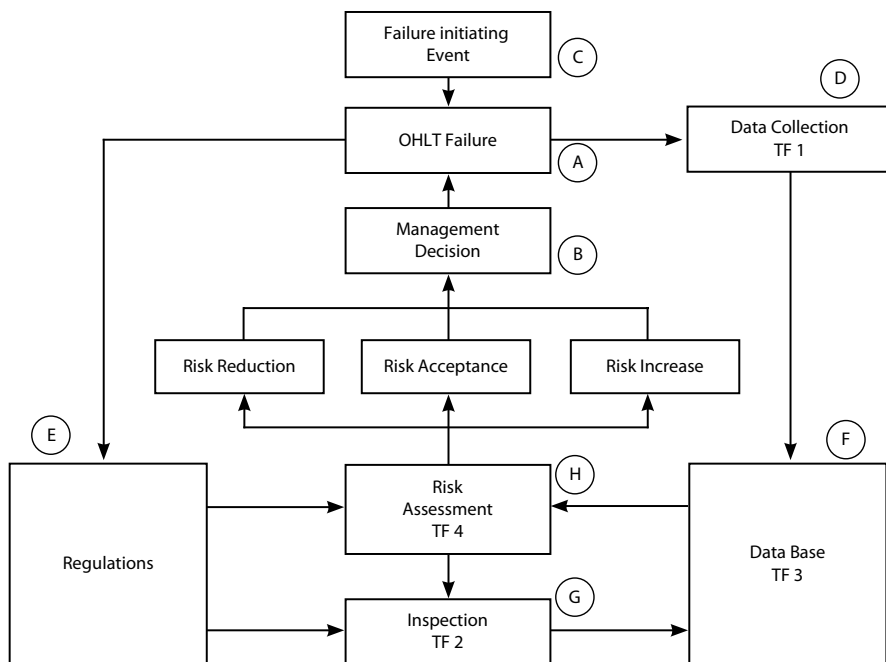 Failure initiating
Event
C
D
OHLT Failure
A
Data Collection
TF 1
Management
Decision
B
Risk Reduction
Risk Acceptance
Risk Increase
E
F
Regulations
Risk
Assessment
TF 4
H
Data Base
TF 3
Inspection
TF 2
G